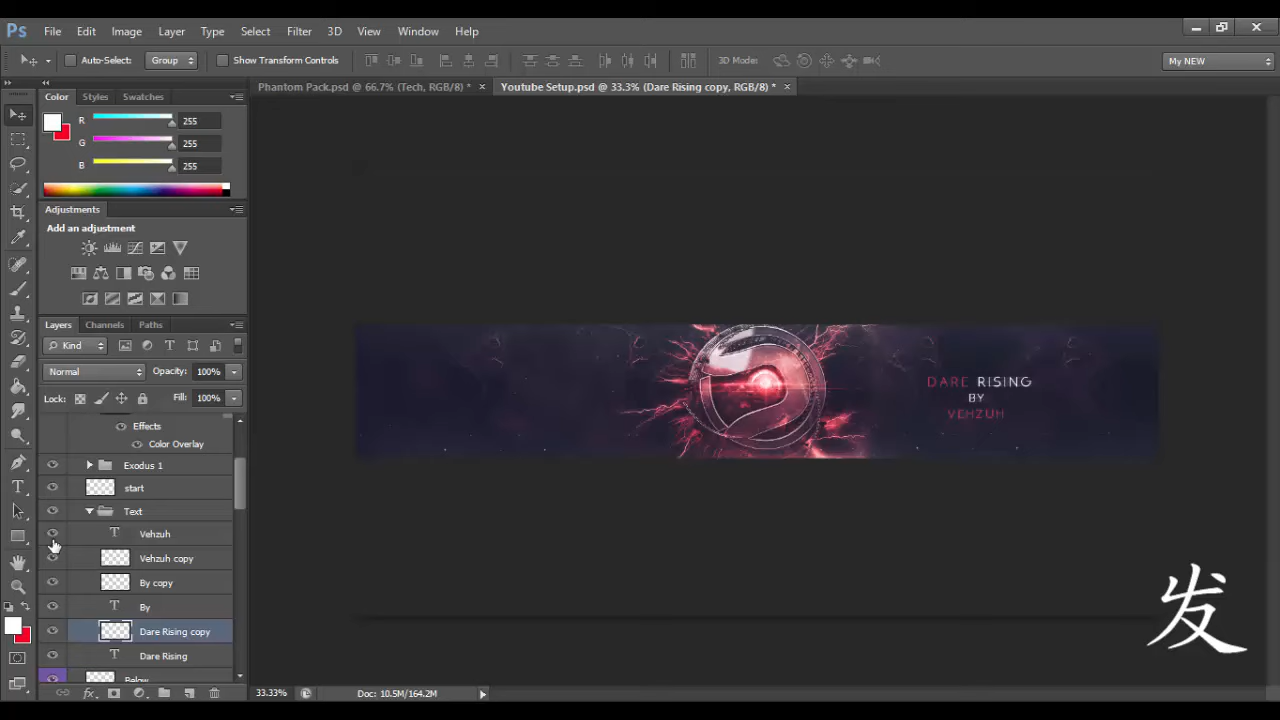 Ps File Edit Image Layer Type Select Filter 3D View Window Help
Auto-Select: Group Show Transform Controls 3D Mode: My NEW
Phantom Pack.psd @ 66.7% (Tech, RGB/8) * × Youtube Setup.psd @ 33.3% (Dare Rising copy, RGB/8) * ×
Color Styles Swatches
R 255
G 255
B 255
Adjustments
Add an adjustment
Layers Channels Paths
Kind
Normal Opacity: 100%
Lock: Fill: 100%
Effects
Color Overlay
Exodus 1
start
Text
Vehzuh
Vehzuh copy
By copy
By
Dare Rising copy
Dare Rising
Below
DARE RISING
BY
VEHZUH
发
33.33% Doc: 10.5M/164.2M